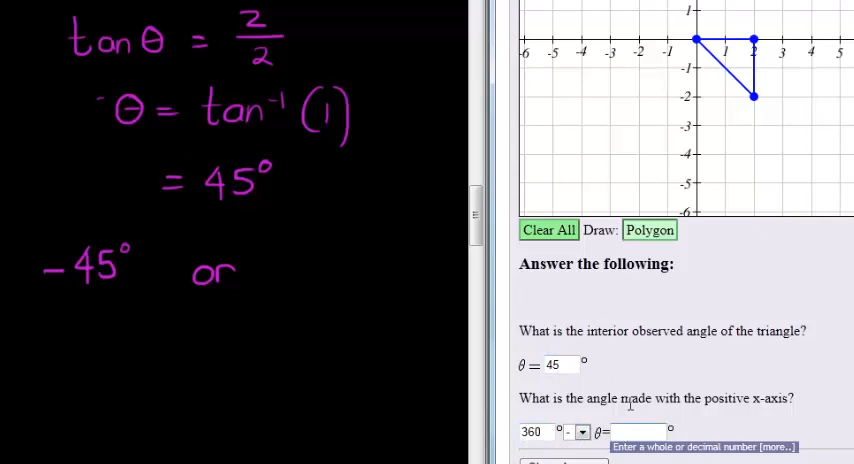 tan θ = 2/2
θ = tan⁻¹ (1)
= 45°
-45° or
1
-6 -5 -4 -3 -2 -1 1 2 3 4 5
-1
-2
-3
-4
-5
-6
Clear All Draw: Polygon
Answer the following:
What is the interior observed angle of the triangle?
θ = 45 °
What is the angle made with the positive x-axis?
360 ° - θ= °
Enter a whole or decimal number [more..]